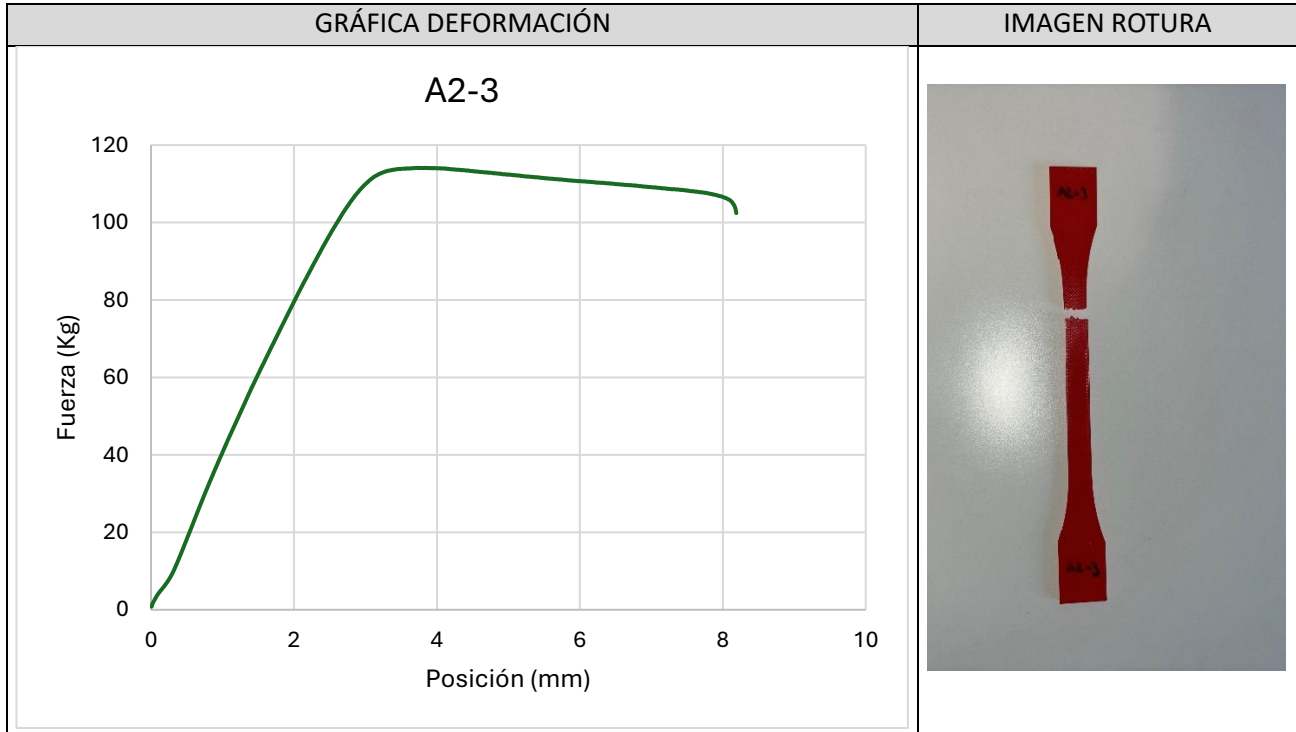 GRÁFICA DEFORMACIÓN
IMAGEN ROTURA
A2-3
120
100
80
60
40
20
0
Fuerza (Kg)
0 2 4 6 8 10
Posición (mm)
A2-3
A2-3